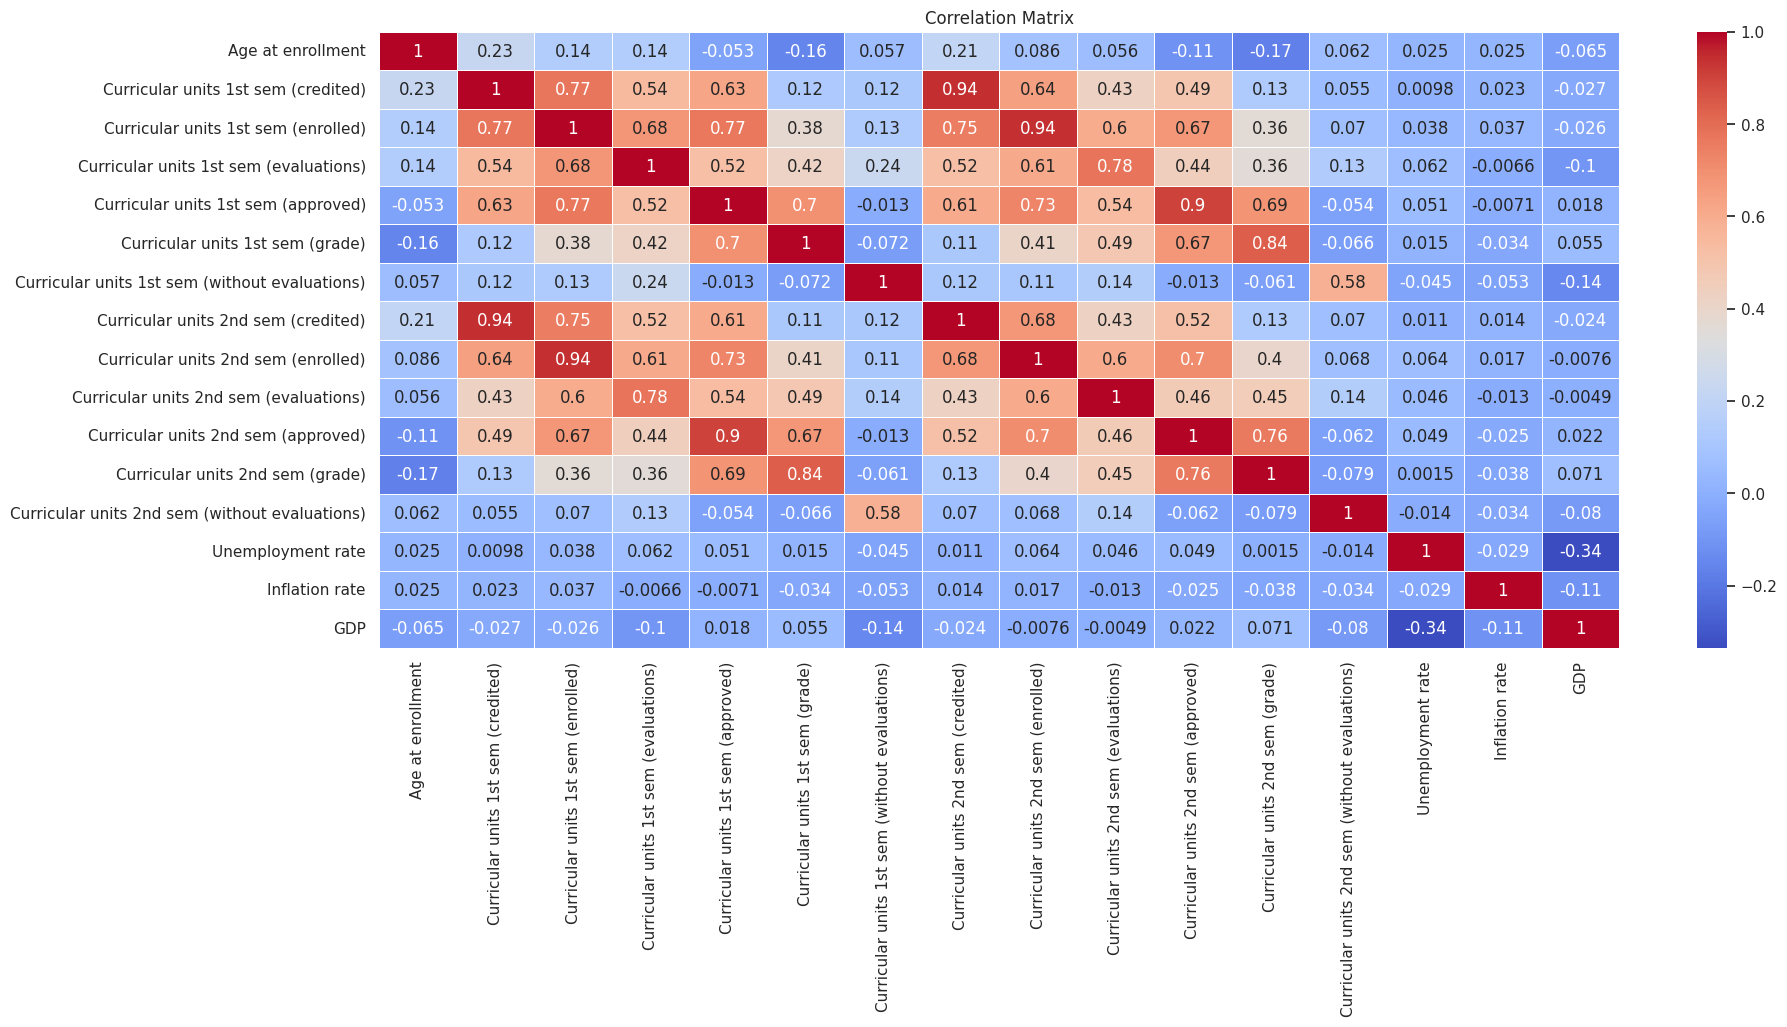 Correlation Matrix
Age at enrollment 1 0.23 0.14 0.14 -0.053 -0.16 0.057 0.21 0.086 0.056 -0.11 -0.17 0.062 0.025 0.025 -0.065
Curricular units 1st sem (credited) 0.23 1 0.77 0.54 0.63 0.12 0.12 0.94 0.64 0.43 0.49 0.13 0.055 0.0098 0.023 -0.027
Curricular units 1st sem (enrolled) 0.14 0.77 1 0.68 0.77 0.38 0.13 0.75 0.94 0.6 0.67 0.36 0.07 0.038 0.037 -0.026
Curricular units 1st sem (evaluations) 0.14 0.54 0.68 1 0.52 0.42 0.24 0.52 0.61 0.78 0.44 0.36 0.13 0.062 -0.0066 -0.1
Curricular units 1st sem (approved) -0.053 0.63 0.77 0.52 1 0.7 -0.013 0.61 0.73 0.54 0.9 0.69 -0.054 0.051 -0.0071 0.018
Curricular units 1st sem (grade) -0.16 0.12 0.38 0.42 0.7 1 -0.072 0.11 0.41 0.49 0.67 0.84 -0.066 0.015 -0.034 0.055
Curricular units 1st sem (without evaluations) 0.057 0.12 0.13 0.24 -0.013 -0.072 1 0.12 0.11 0.14 -0.013 -0.061 0.58 -0.045 -0.053 -0.14
Curricular units 2nd sem (credited) 0.21 0.94 0.75 0.52 0.61 0.11 0.12 1 0.68 0.43 0.52 0.13 0.07 0.011 0.014 -0.024
Curricular units 2nd sem (enrolled) 0.086 0.64 0.94 0.61 0.73 0.41 0.11 0.68 1 0.6 0.7 0.4 0.068 0.064 0.017 -0.0076
Curricular units 2nd sem (evaluations) 0.056 0.43 0.6 0.78 0.54 0.49 0.14 0.43 0.6 1 0.46 0.45 0.14 0.046 -0.013 -0.0049
Curricular units 2nd sem (approved) -0.11 0.49 0.67 0.44 0.9 0.67 -0.013 0.52 0.7 0.46 1 0.76 -0.062 0.049 -0.025 0.022
Curricular units 2nd sem (grade) -0.17 0.13 0.36 0.36 0.69 0.84 -0.061 0.13 0.4 0.45 0.76 1 -0.079 0.0015 -0.038 0.071
Curricular units 2nd sem (without evaluations) 0.062 0.055 0.07 0.13 -0.054 -0.066 0.58 0.07 0.068 0.14 -0.062 -0.079 1 -0.014 -0.034 -0.08
Unemployment rate 0.025 0.0098 0.038 0.062 0.051 0.015 -0.045 0.011 0.064 0.046 0.049 0.0015 -0.014 1 -0.029 -0.34
Inflation rate 0.025 0.023 0.037 -0.0066 -0.0071 -0.034 -0.053 0.014 0.017 -0.013 -0.025 -0.038 -0.034 -0.029 1 -0.11
GDP -0.065 -0.027 -0.026 -0.1 0.018 0.055 -0.14 -0.024 -0.0076 -0.0049 0.022 0.071 -0.08 -0.34 -0.11 1
Age at enrollment
Curricular units 1st sem (credited)
Curricular units 1st sem (enrolled)
Curricular units 1st sem (evaluations)
Curricular units 1st sem (approved)
Curricular units 1st sem (grade)
Curricular units 1st sem (without evaluations)
Curricular units 2nd sem (credited)
Curricular units 2nd sem (enrolled)
Curricular units 2nd sem (evaluations)
Curricular units 2nd sem (approved)
Curricular units 2nd sem (grade)
Curricular units 2nd sem (without evaluations)
Unemployment rate
Inflation rate
GDP
1.0
0.8
0.6
0.4
0.2
0.0
−0.2